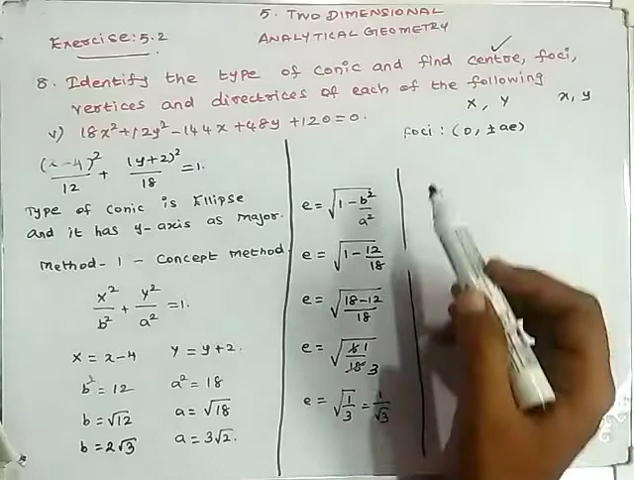 5. TWO DIMENSIONAL
ANALYTICAL GEOMETRY
Exercise: 5.2
8. Identify the type of conic and find centre, foci,
vertices and directrices of each of the following
v) 18x²+12y²-144x+48y+120=0.
X, Y x, y
foci : (0, ±ae)
(x-4)²/12 + (y+2)²/18 = 1.
Type of conic is Ellipse
and it has y-axis as major.
Method-1 - Concept method
x²/b² + y²/a² = 1.
X = x-4 Y = y+2.
b² = 12 a² = 18
b = √12 a = √18
b = 2√3 a = 3√2.
e = √(1 - b²/a²)
e = √(1 - 12/18)
e = √((18-12)/18)
e = √(6 1/18 3)
e = √(1/3) = 1/√3